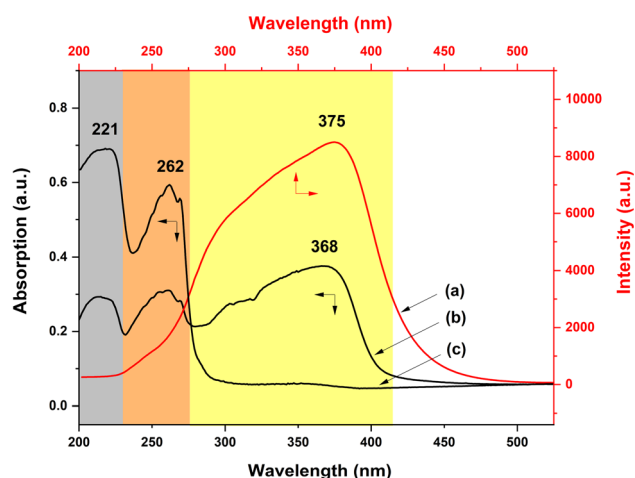 Wavelength (nm)
200 250 300 350 400 450 500
0.8
0.6
0.4
0.2
0.0
Absorption (a.u.)
221
262
375
368
(a)
(b)
(c)
10000
8000
6000
4000
2000
0
Intensity (a.u.)
200 250 300 350 400 450 500
Wavelength (nm)